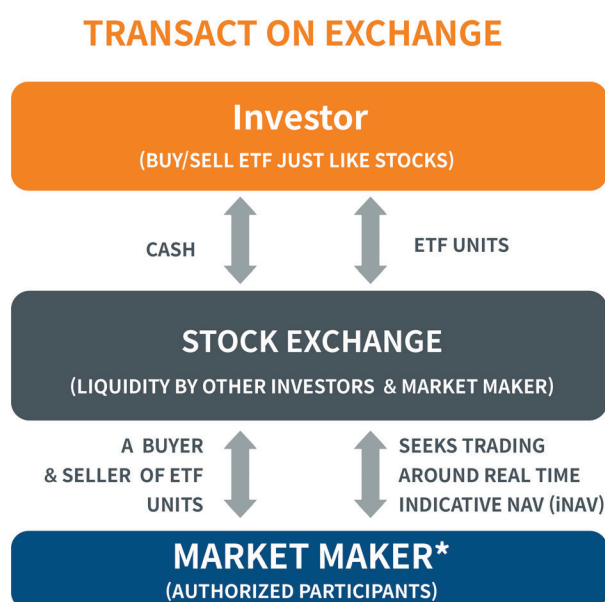 TRANSACT ON EXCHANGE
Investor
(BUY/SELL ETF JUST LIKE STOCKS)
CASH
ETF UNITS
STOCK EXCHANGE
(LIQUIDITY BY OTHER INVESTORS & MARKET MAKER)
A BUYER
& SELLER OF ETF
UNITS
SEEKS TRADING
AROUND REAL TIME
INDICATIVE NAV (iNAV)
MARKET MAKER*
(AUTHORIZED PARTICIPANTS)